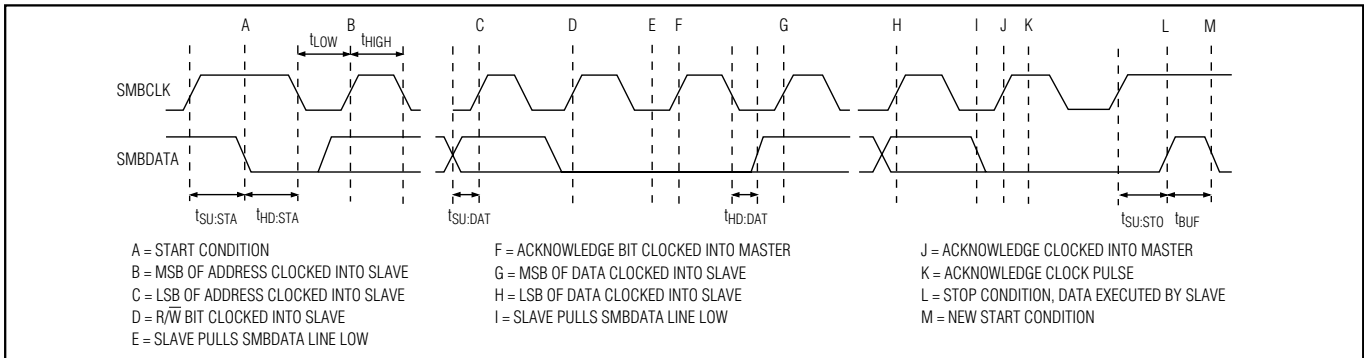 A B C D E F G H I J K L M
tLOW tHIGH
SMBCLK
SMBDATA
tSU:STA tHD:STA tSU:DAT tHD:DAT tSU:STO tBUF
A = START CONDITION
B = MSB OF ADDRESS CLOCKED INTO SLAVE
C = LSB OF ADDRESS CLOCKED INTO SLAVE
D = R/W̅ BIT CLOCKED INTO SLAVE
E = SLAVE PULLS SMBDATA LINE LOW
F = ACKNOWLEDGE BIT CLOCKED INTO MASTER
G = MSB OF DATA CLOCKED INTO SLAVE
H = LSB OF DATA CLOCKED INTO SLAVE
I = SLAVE PULLS SMBDATA LINE LOW
J = ACKNOWLEDGE CLOCKED INTO MASTER
K = ACKNOWLEDGE CLOCK PULSE
L = STOP CONDITION, DATA EXECUTED BY SLAVE
M = NEW START CONDITION